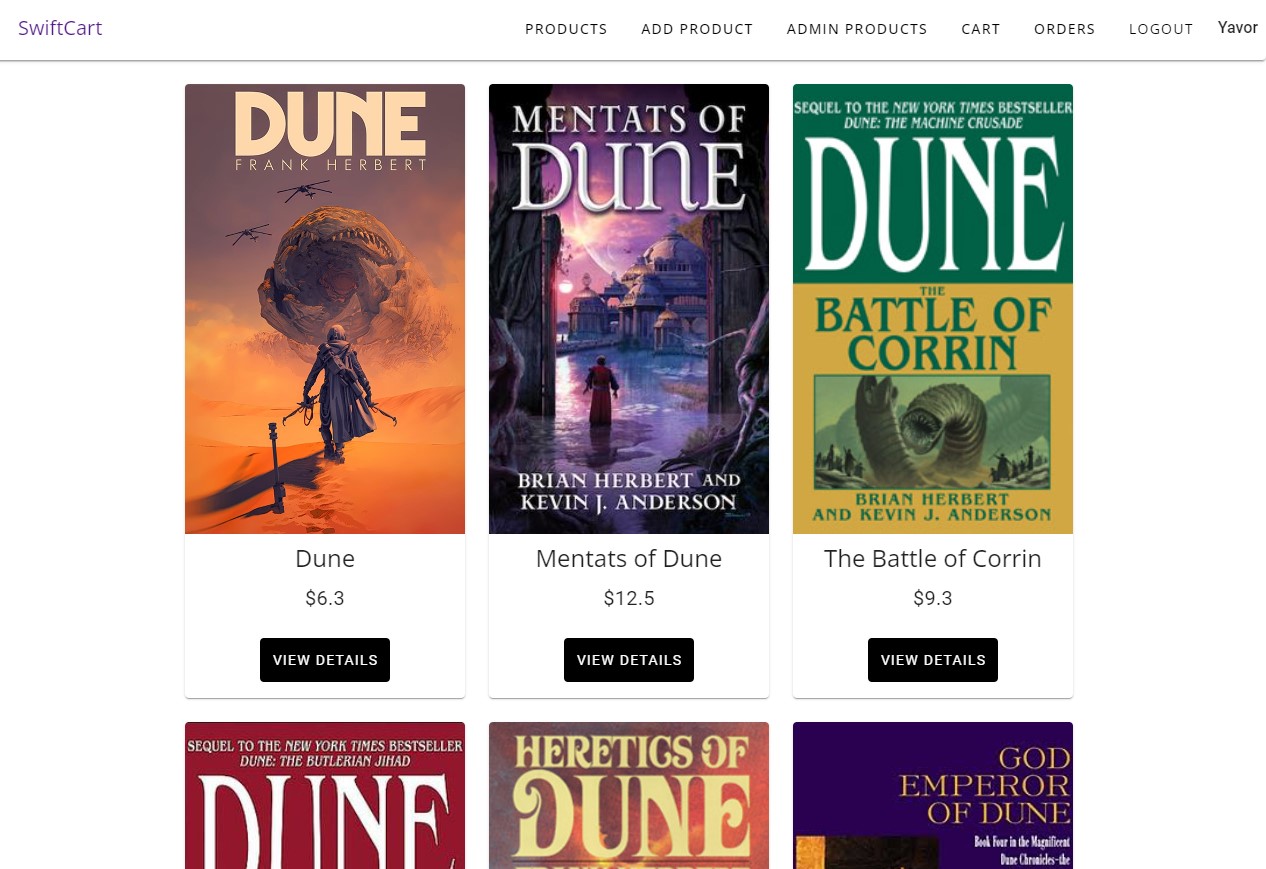 SwiftCart
PRODUCTS ADD PRODUCT ADMIN PRODUCTS CART ORDERS LOGOUT Yavor
DUNE
FRANK HERBERT
MENTATS OF
DUNE
BRIAN HERBERT AND
KEVIN J. ANDERSON
SEQUEL TO THE NEW YORK TIMES BESTSELLER
DUNE: THE MACHINE CRUSADE
DUNE
THE
BATTLE OF
CORRIN
BRIAN HERBERT
AND KEVIN J. ANDERSON
Dune
$6.3
VIEW DETAILS
Mentats of Dune
$12.5
VIEW DETAILS
The Battle of Corrin
$9.3
VIEW DETAILS
SEQUEL TO THE NEW YORK TIMES BESTSELLER
DUNE: THE BUTLERIAN JIHAD
DUNE
HERETICS OF
DUNE
GOD
EMPEROR
OF DUNE
Book Four in the Magnificent
Dune Chronicles–the